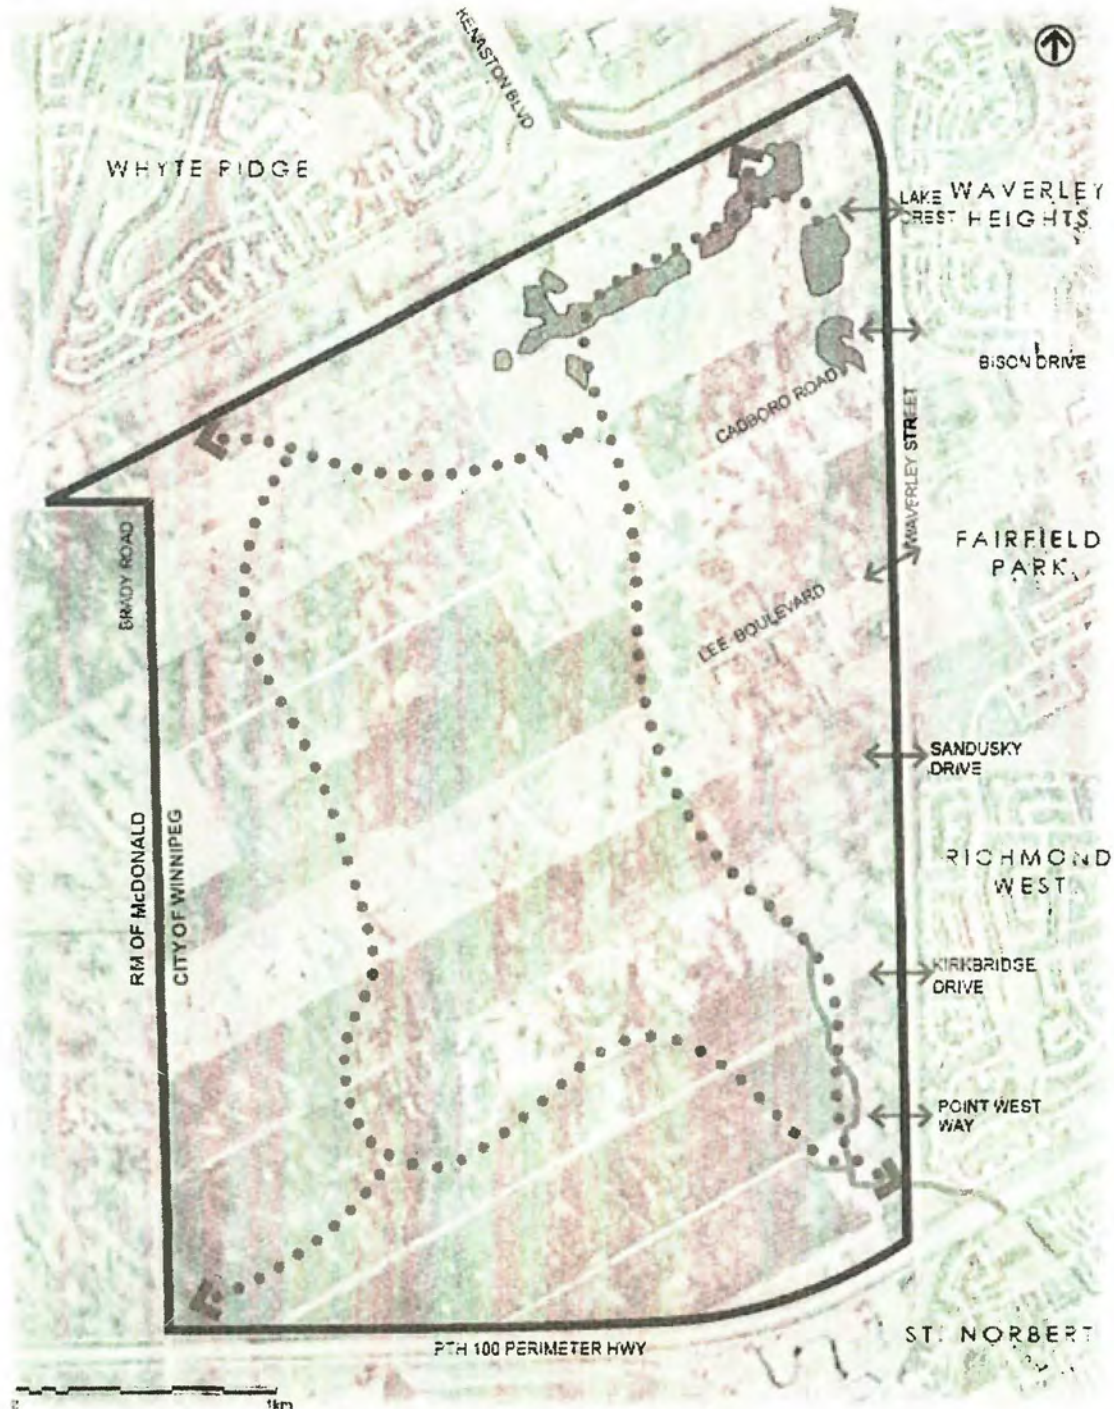 KENASTON BLVD
WHYTE RIDGE
LAKE
CREST
WAVERLEY
HEIGHTS
BISON DRIVE
CADBORO ROAD
WAVERLEY STREET
FAIRFIELD
PARK
BRADY ROAD
LEE BOULEVARD
SANDUSKY
DRIVE
RM OF McDONALD
CITY OF WINNIPEG
RICHMOND
WEST
KIRKBRIDGE
DRIVE
POINT WEST
WAY
ST. NORBERT
PTH 100 PERIMETER HWY
1km